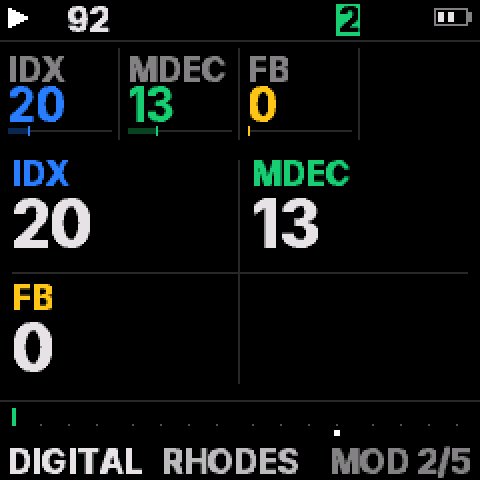 92 2
IDX MDEC FB
20 13 0
IDX MDEC
20 13
FB
0
DIGITAL RHODES MOD 2/5